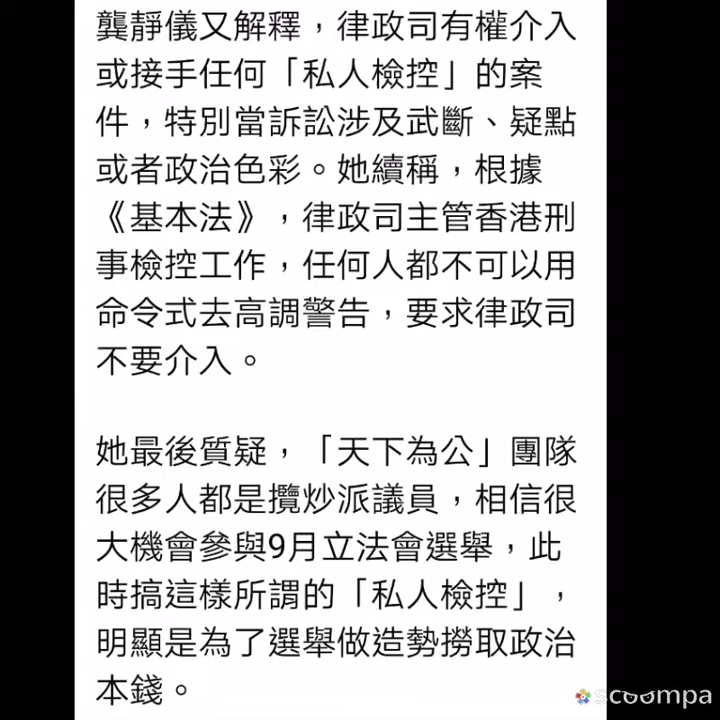 龔靜儀又解釋，律政司有權介入
或接手任何「私人檢控」的案
件，特別當訴訟涉及武斷、疑點
或者政治色彩。她續稱，根據
《基本法》，律政司主管香港刑
事檢控工作，任何人都不可以用
命令式去高調警告，要求律政司
不要介入。
她最後質疑，「天下為公」團隊
很多人都是攬炒派議員，相信很
大機會參與9月立法會選舉，此
時搞這樣所謂的「私人檢控」，
明顯是為了選舉做造勢撈取政治
本錢。
scoompa